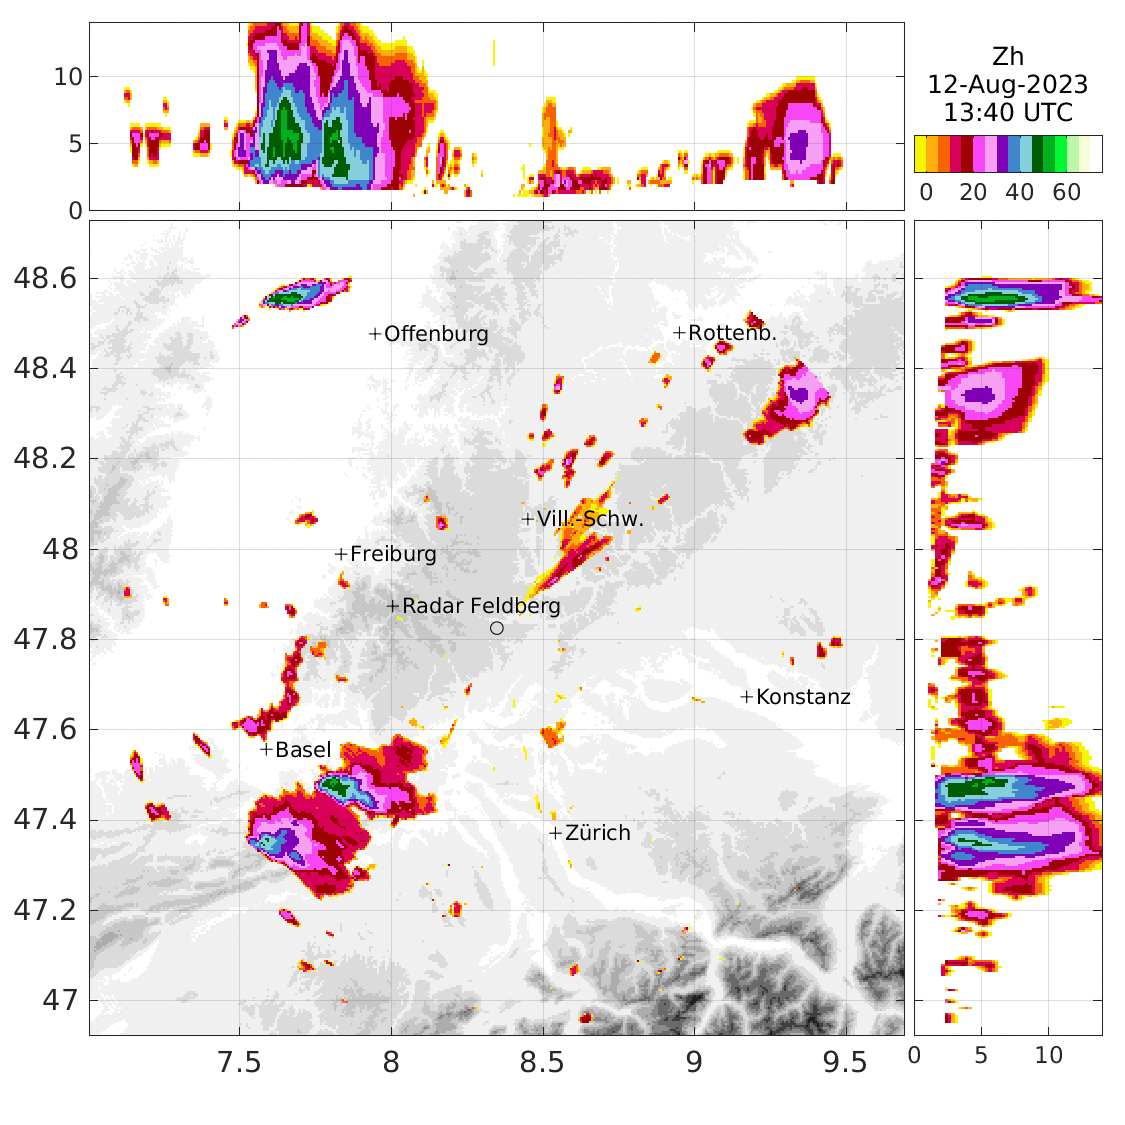 Zh
12-Aug-2023
13:40 UTC
0 20 40 60
10
5
0
48.6
48.4
48.2
48
47.8
47.6
47.4
47.2
47
Offenburg
Rottenb.
Vill.-Schw.
Freiburg
Radar Feldberg
Konstanz
Basel
Zürich
7.5 8 8.5 9 9.5
0 5 10